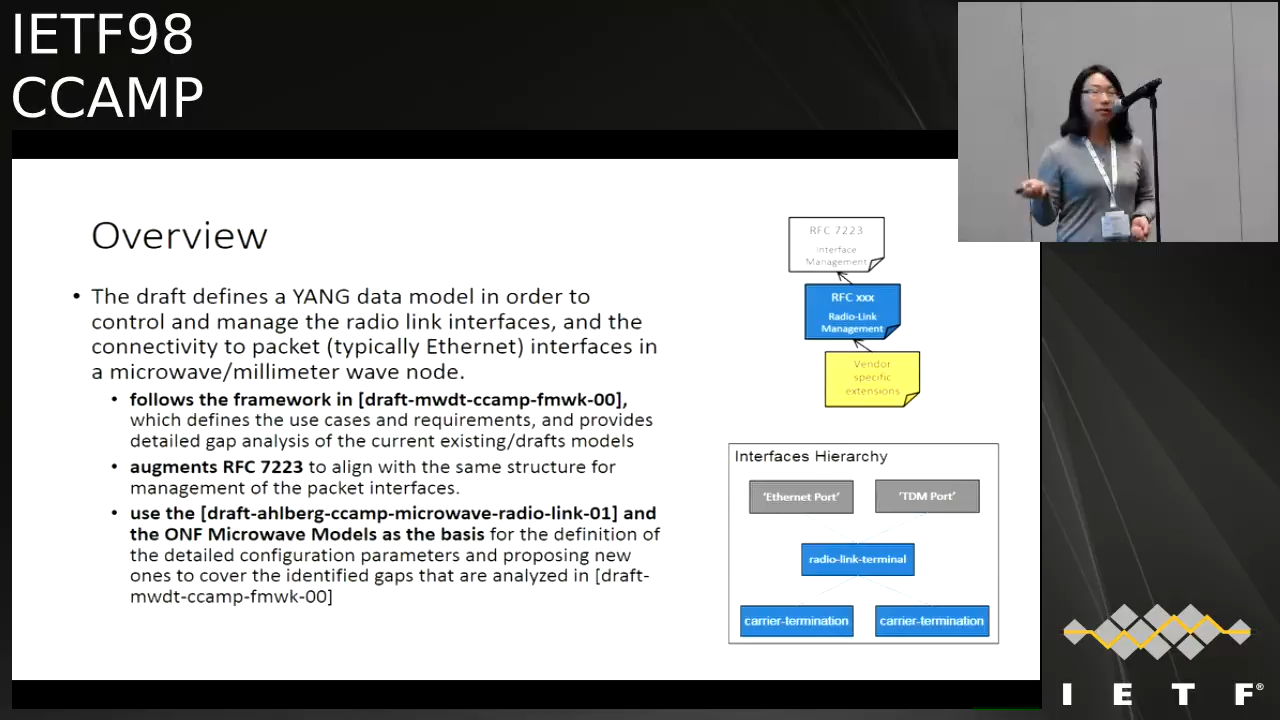 IETF98
CCAMP
Overview
• The draft defines a YANG data model in order to
control and manage the radio link interfaces, and the
connectivity to packet (typically Ethernet) interfaces in
a microwave/millimeter wave node.
• follows the framework in [draft-mwdt-ccamp-fmwk-00],
which defines the use cases and requirements, and provides
detailed gap analysis of the current existing/drafts models
• augments RFC 7223 to align with the same structure for
management of the packet interfaces.
• use the [draft-ahlberg-ccamp-microwave-radio-link-01] and
the ONF Microwave Models as the basis for the definition of
the detailed configuration parameters and proposing new
ones to cover the identified gaps that are analyzed in [draft-
mwdt-ccamp-fmwk-00]
RFC 7223
Interface
Management
RFC xxx
Radio-Link
Management
Vendor
specific
extensions
Interfaces Hierarchy
'Ethernet Port' 'TDM Port'
radio-link-terminal
carrier-termination carrier-termination
I E T F®